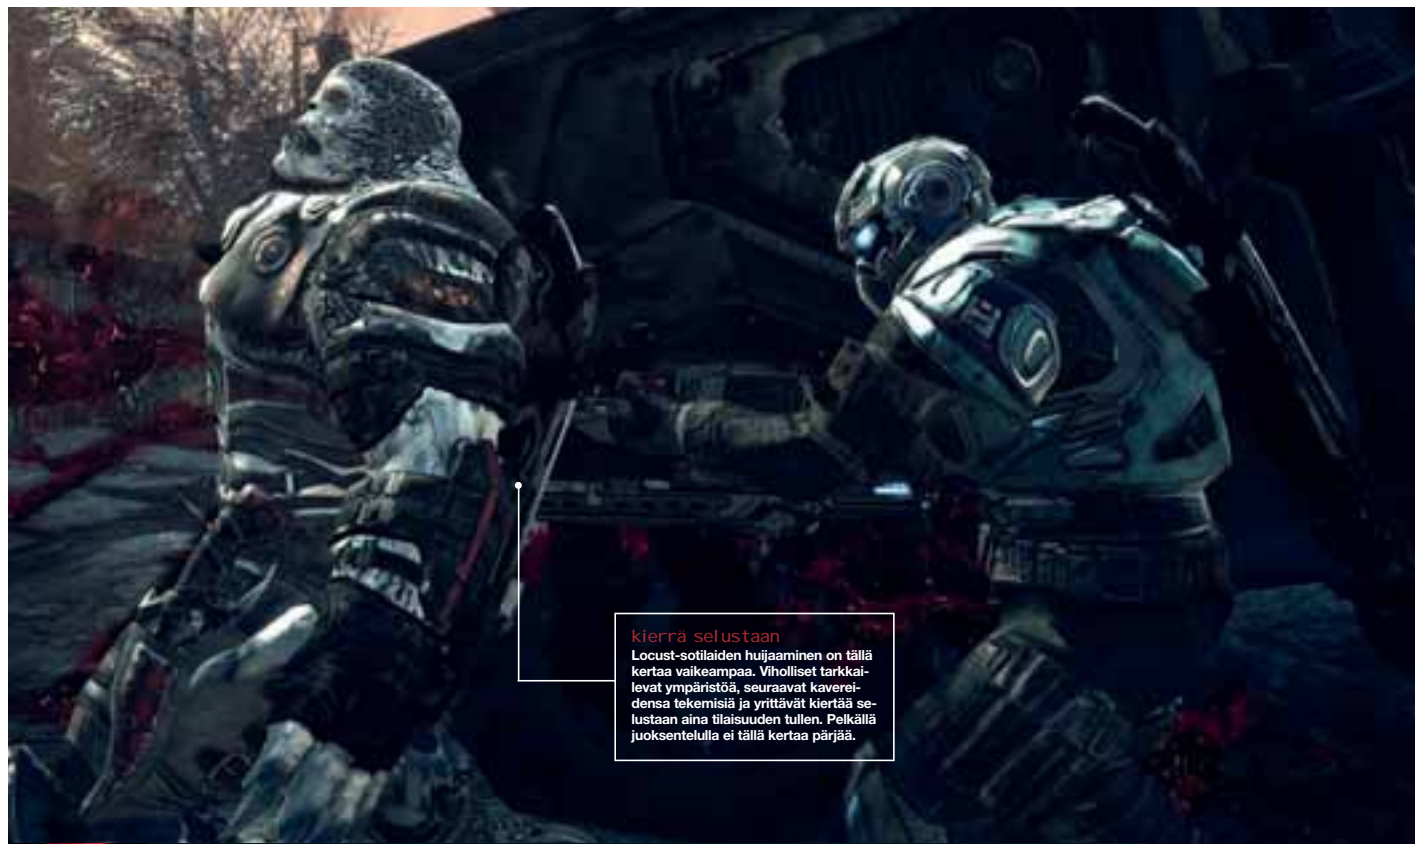 kierrä selustaan
Locust-sotilaiden huijaaminen on tällä
kertaa vaikeampaa. Viholliset tarkkai-
levat ympäristöä, seuraavat kaverei-
densa tekemisiä ja yrittävät kiertää se-
lustaan aina tilaisuuden tullen. Pelkällä
juoksentelulla ei tällä kertaa pärjää.